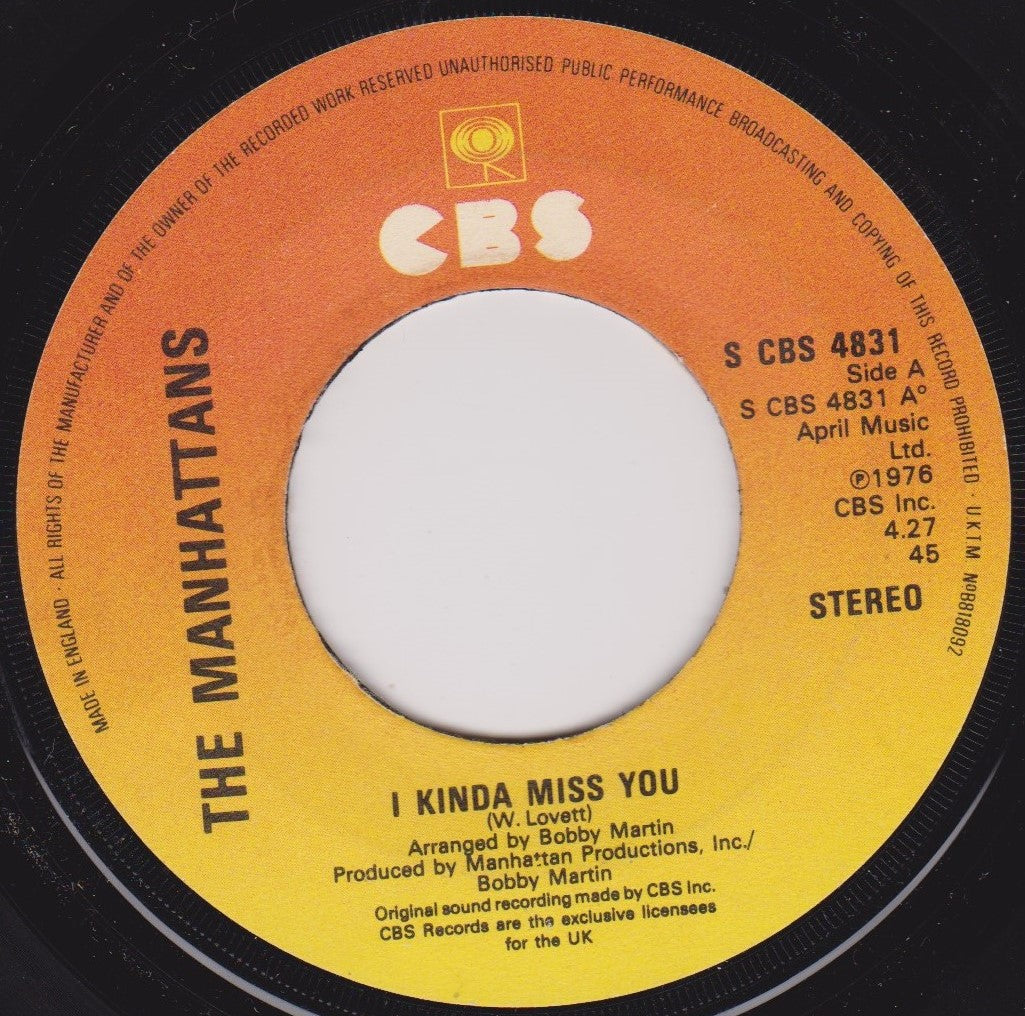 MADE IN ENGLAND · ALL RIGHTS OF THE MANUFACTURER AND OF THE OWNER OF THE RECORDED WORK RESERVED UNAUTHORISED PUBLIC PERFORMANCE BROADCASTING AND COPYING OF THIS RECORD PROHIBITED · UKTM No8818092
CBS
THE MANHATTANS
S CBS 4831
Side A
S CBS 4831 A°
April Music
Ltd.
℗1976
CBS Inc.
4.27
45
STEREO
I KINDA MISS YOU
(W. Lovett)
Arranged by Bobby Martin
Produced by Manhattan Productions, Inc./
Bobby Martin
Original sound recording made by CBS Inc.
CBS Records are the exclusive licensees
for the UK